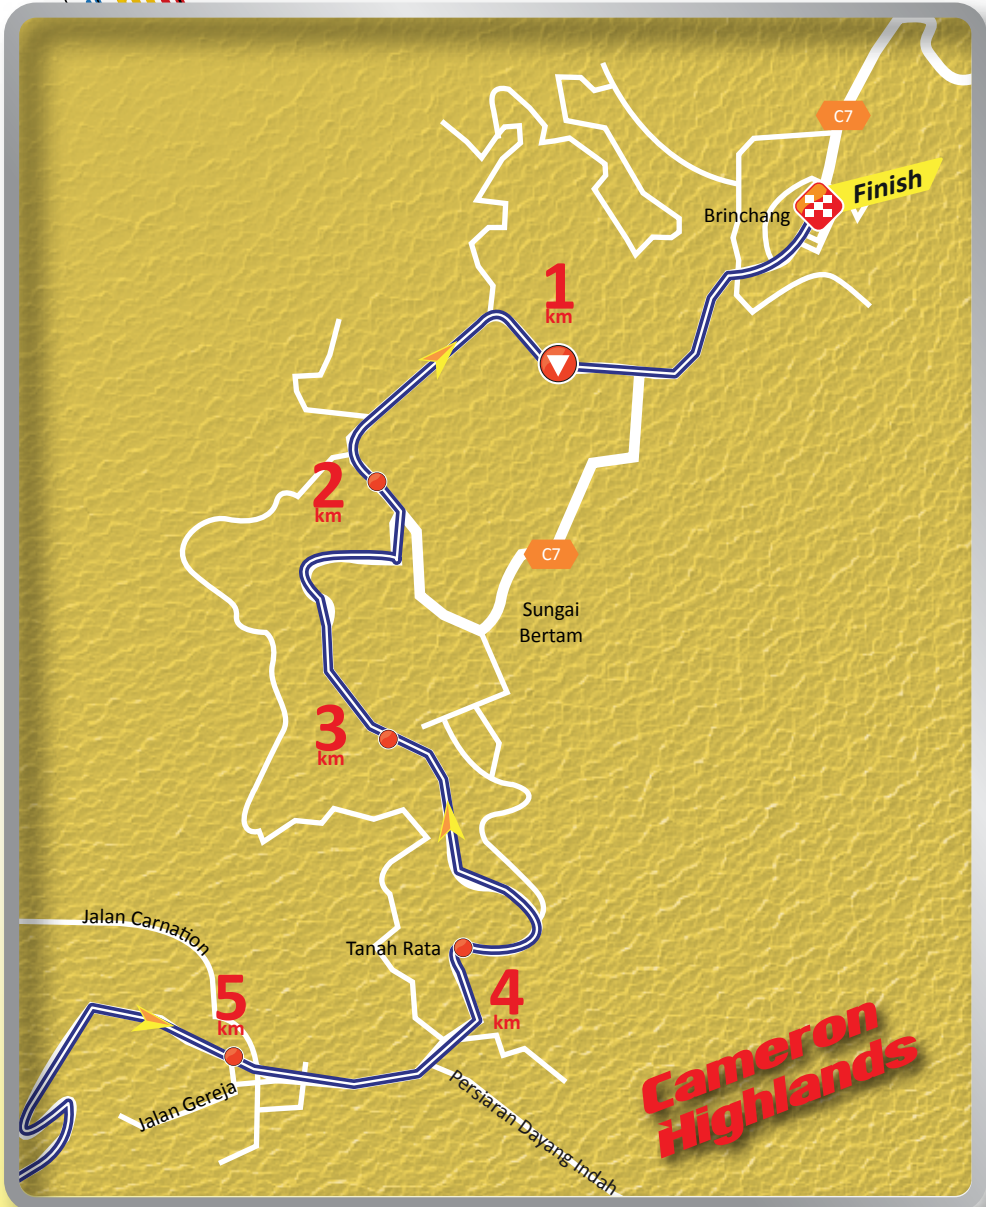 C7
Finish
Brinchang
1
km
2
km
C7
Sungai
Bertam
3
km
Jalan Carnation
Tanah Rata
5
km
4
km
Jalan Gereja
Persiaran Dayang Indah
Cameron
Highlands